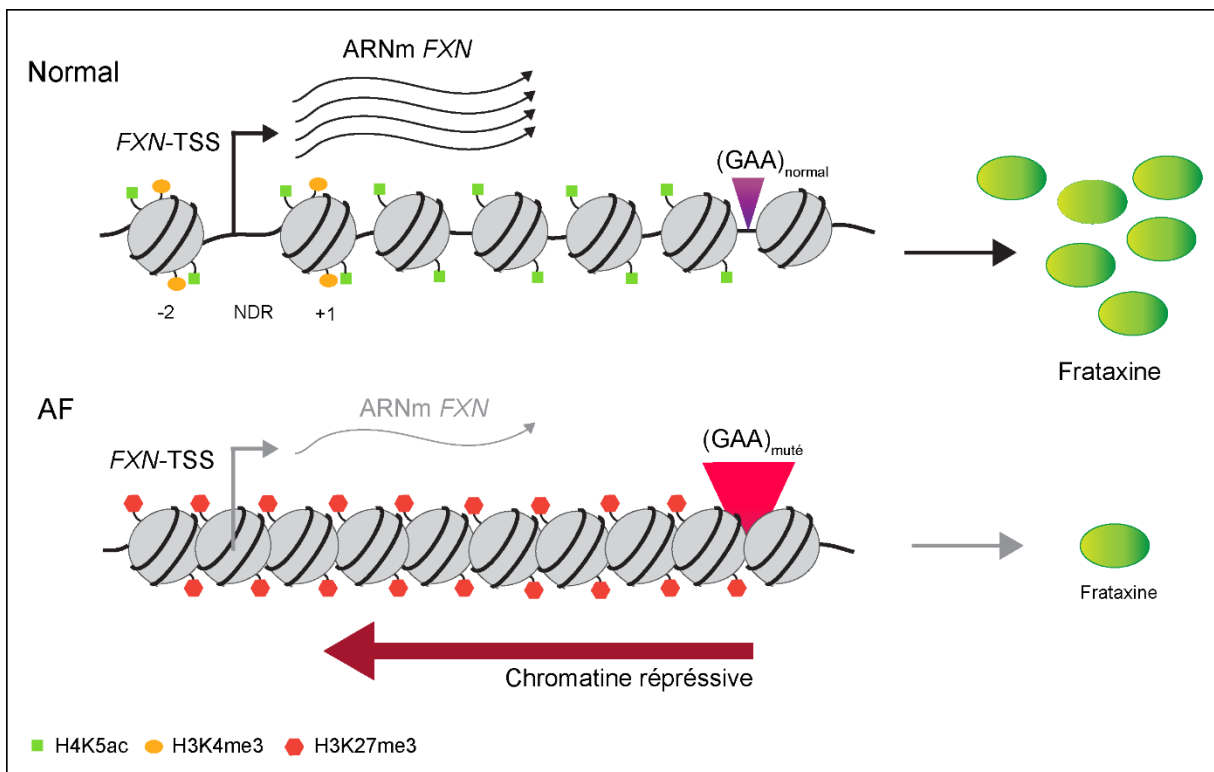 Normal
ARNm FXN
FXN-TSS
(GAA)normal
-2 NDR +1
Frataxine
AF
ARNm FXN
FXN-TSS
(GAA)muté
Frataxine
Chromatine répréssive
H4K5ac H3K4me3 H3K27me3